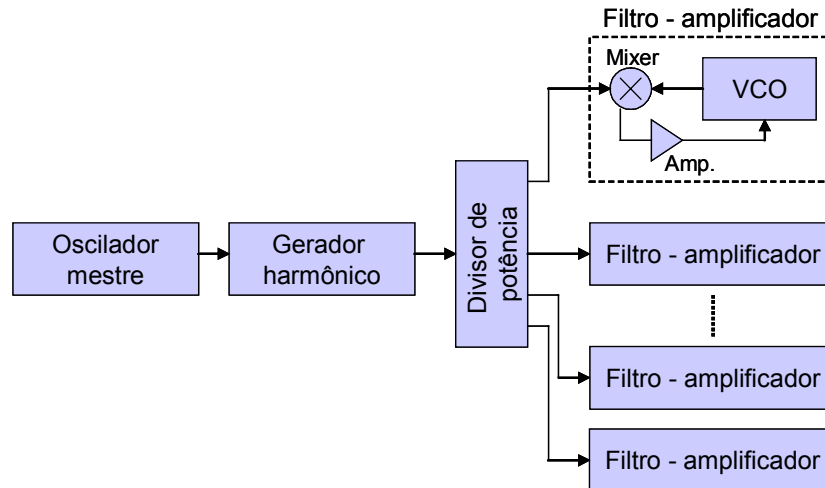 Filtro - amplificador
Mixer
VCO
Amp.
Oscilador
mestre
Gerador
harmônico
Divisor de
potência
Filtro - amplificador
Filtro - amplificador
Filtro - amplificador